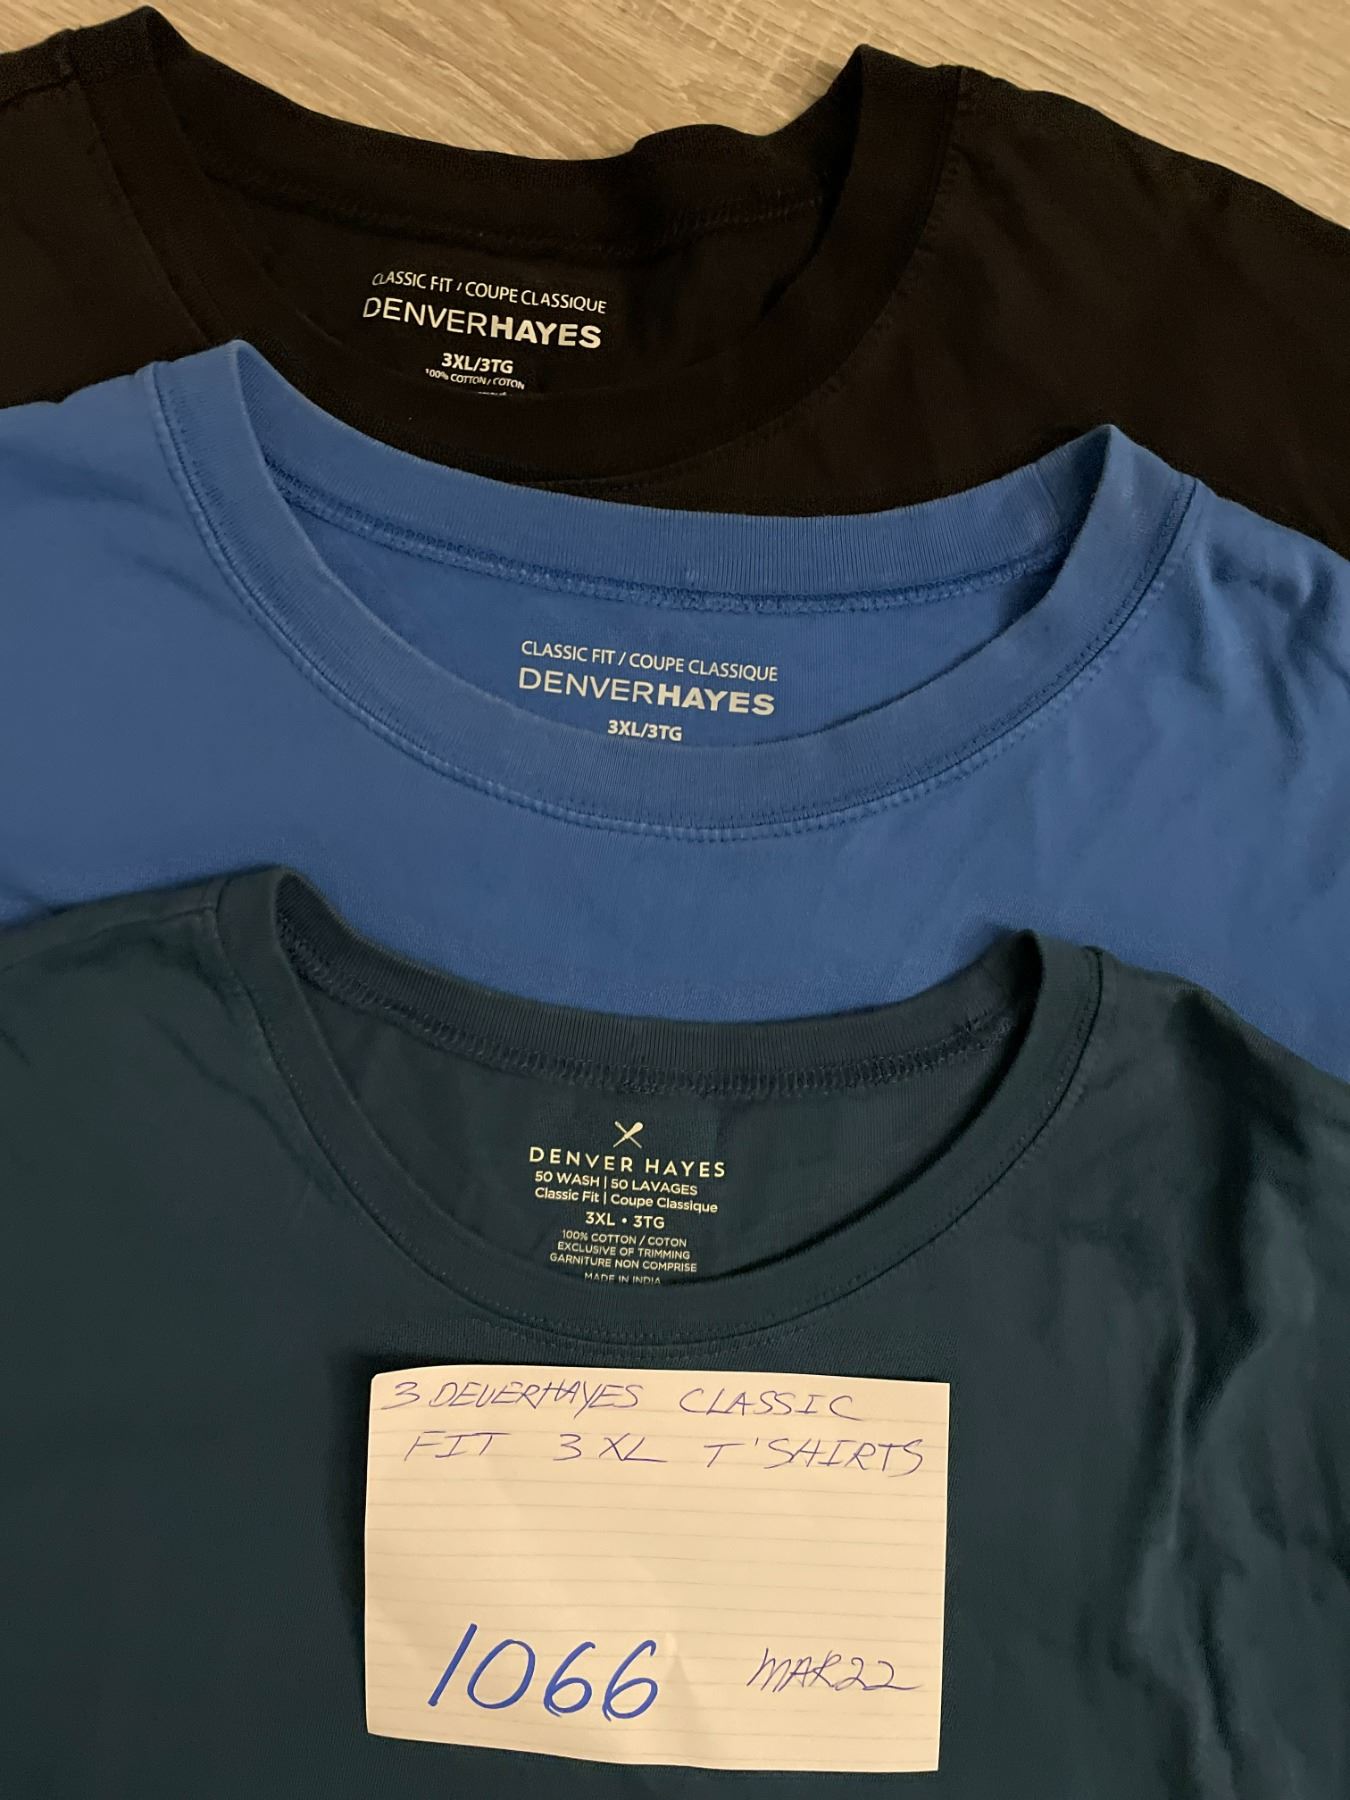 CLASSIC FIT / COUPE CLASSIQUE
DENVERHAYES
3XL/3TG
100% COTTON / COTON
CLASSIC FIT / COUPE CLASSIQUE
DENVERHAYES
3XL/3TG
DENVER HAYES
50 WASH | 50 LAVAGES
Classic Fit | Coupe Classique
3XL • 3TG
100% COTTON / COTON
EXCLUSIVE OF TRIMMING
GARNITURE NON COMPRISE
MADE IN INDIA
3 DEVERHAYES CLASSIC
FIT 3XL T'SHIRTS
1066 MAR22